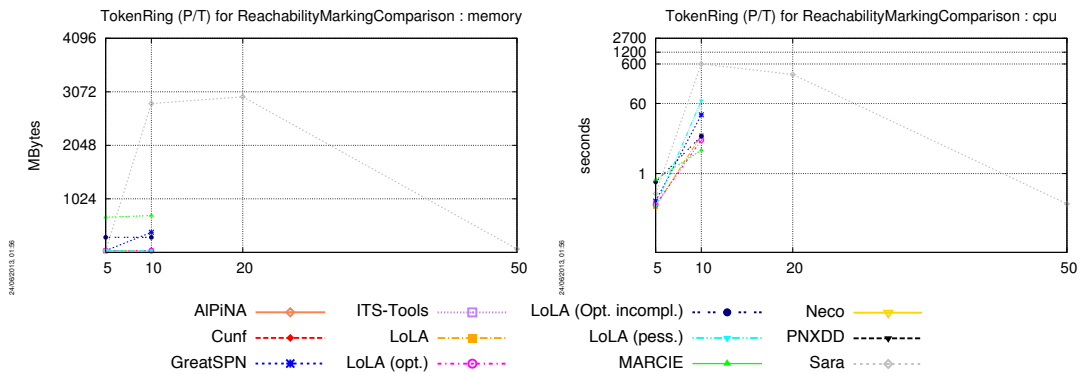 TokenRing (P/T) for ReachabilityMarkingComparison : memory
4096
3072
2048
1024
MBytes
5 10 20 50
24/06/2013, 01:56
TokenRing (P/T) for ReachabilityMarkingComparison : cpu
2700
1200
600
60
1
seconds
5 10 20 50
24/06/2013, 01:56
AlPiNA
Cunf
GreatSPN
ITS-Tools
LoLA
LoLA (opt.)
LoLA (Opt. incompl.)
LoLA (pess.)
MARCIE
Neco
PNXDD
Sara